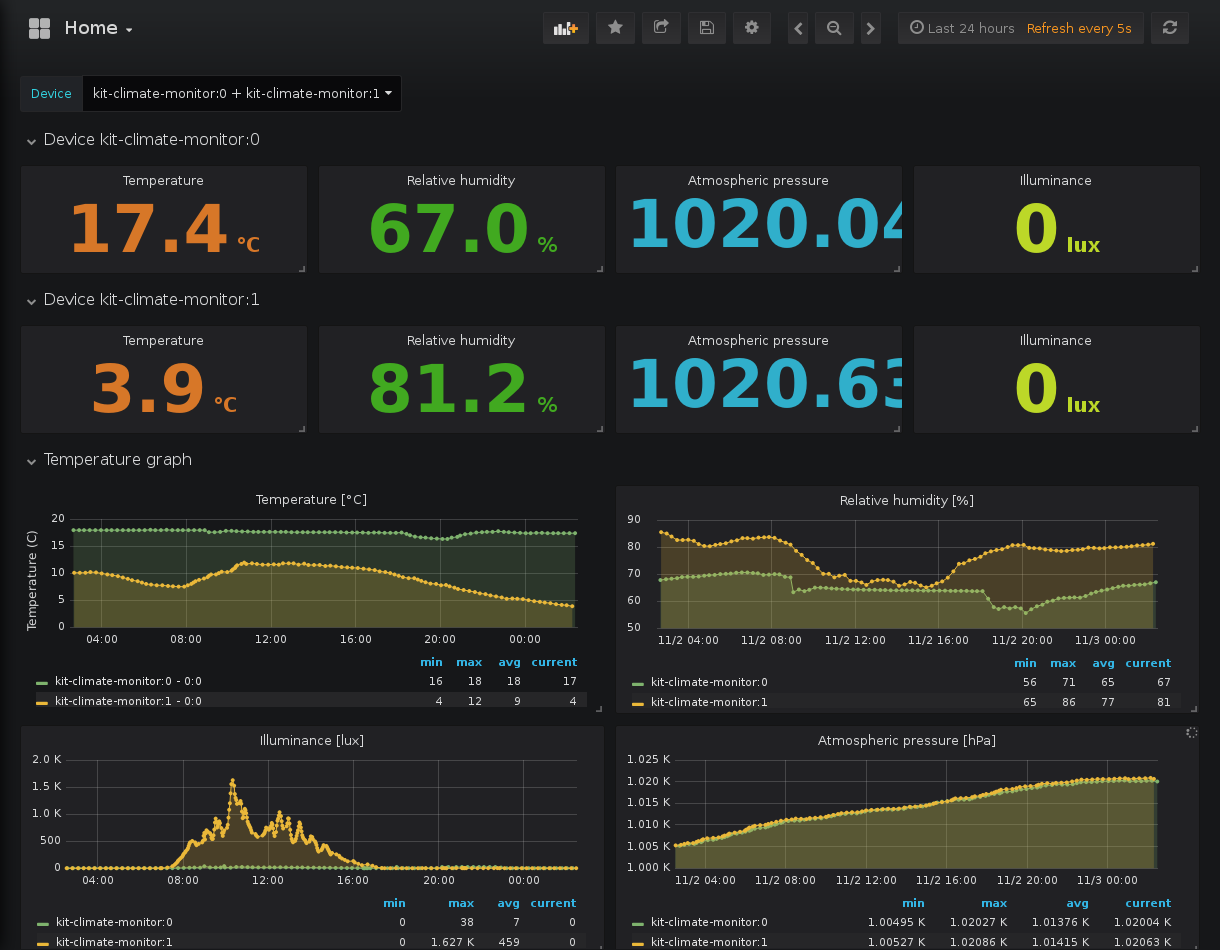 Home
Last 24 hours Refresh every 5s
Device kit-climate-monitor:0 + kit-climate-monitor:1
Device kit-climate-monitor:0
Temperature Relative humidity Atmospheric pressure Illuminance
17.4 °C 67.0 % 1020.04 0 lux
Device kit-climate-monitor:1
Temperature Relative humidity Atmospheric pressure Illuminance
3.9 °C 81.2 % 1020.63 0 lux
Temperature graph
Temperature [°C]
Temperature (C)
20
15
10
5
0
04:00 08:00 12:00 16:00 20:00 00:00
min max avg current
kit-climate-monitor:0 - 0:0 16 18 18 17
kit-climate-monitor:1 - 0:0 4 12 9 4
Relative humidity [%]
90
80
70
60
50
11/2 04:00 11/2 08:00 11/2 12:00 11/2 16:00 11/2 20:00 11/3 00:00
min max avg current
kit-climate-monitor:0 56 71 65 67
kit-climate-monitor:1 65 86 77 81
Illuminance [lux]
2.0 K
1.5 K
1.0 K
500
0
04:00 08:00 12:00 16:00 20:00 00:00
min max avg current
kit-climate-monitor:0 0 38 7 0
kit-climate-monitor:1 0 1.627 K 459 0
Atmospheric pressure [hPa]
1.025 K
1.020 K
1.015 K
1.010 K
1.005 K
1.000 K
11/2 04:00 11/2 08:00 11/2 12:00 11/2 16:00 11/2 20:00 11/3 00:00
min max avg current
kit-climate-monitor:0 1.00495 K 1.02027 K 1.01376 K 1.02004 K
kit-climate-monitor:1 1.00527 K 1.02086 K 1.01415 K 1.02063 K